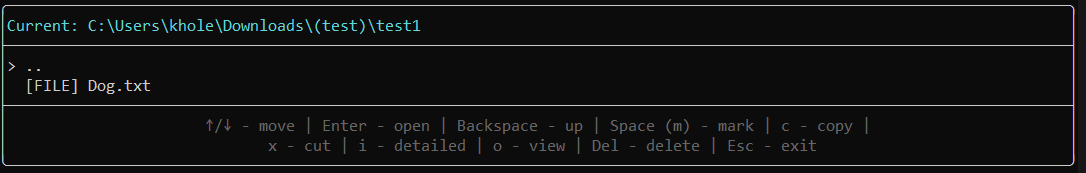 Current: C:\Users\khole\Downloads\(test)\test1
> ..
[FILE] Dog.txt
↑/↓ - move | Enter - open | Backspace - up | Space (m) - mark | c - copy |
x - cut | i - detailed | o - view | Del - delete | Esc - exit